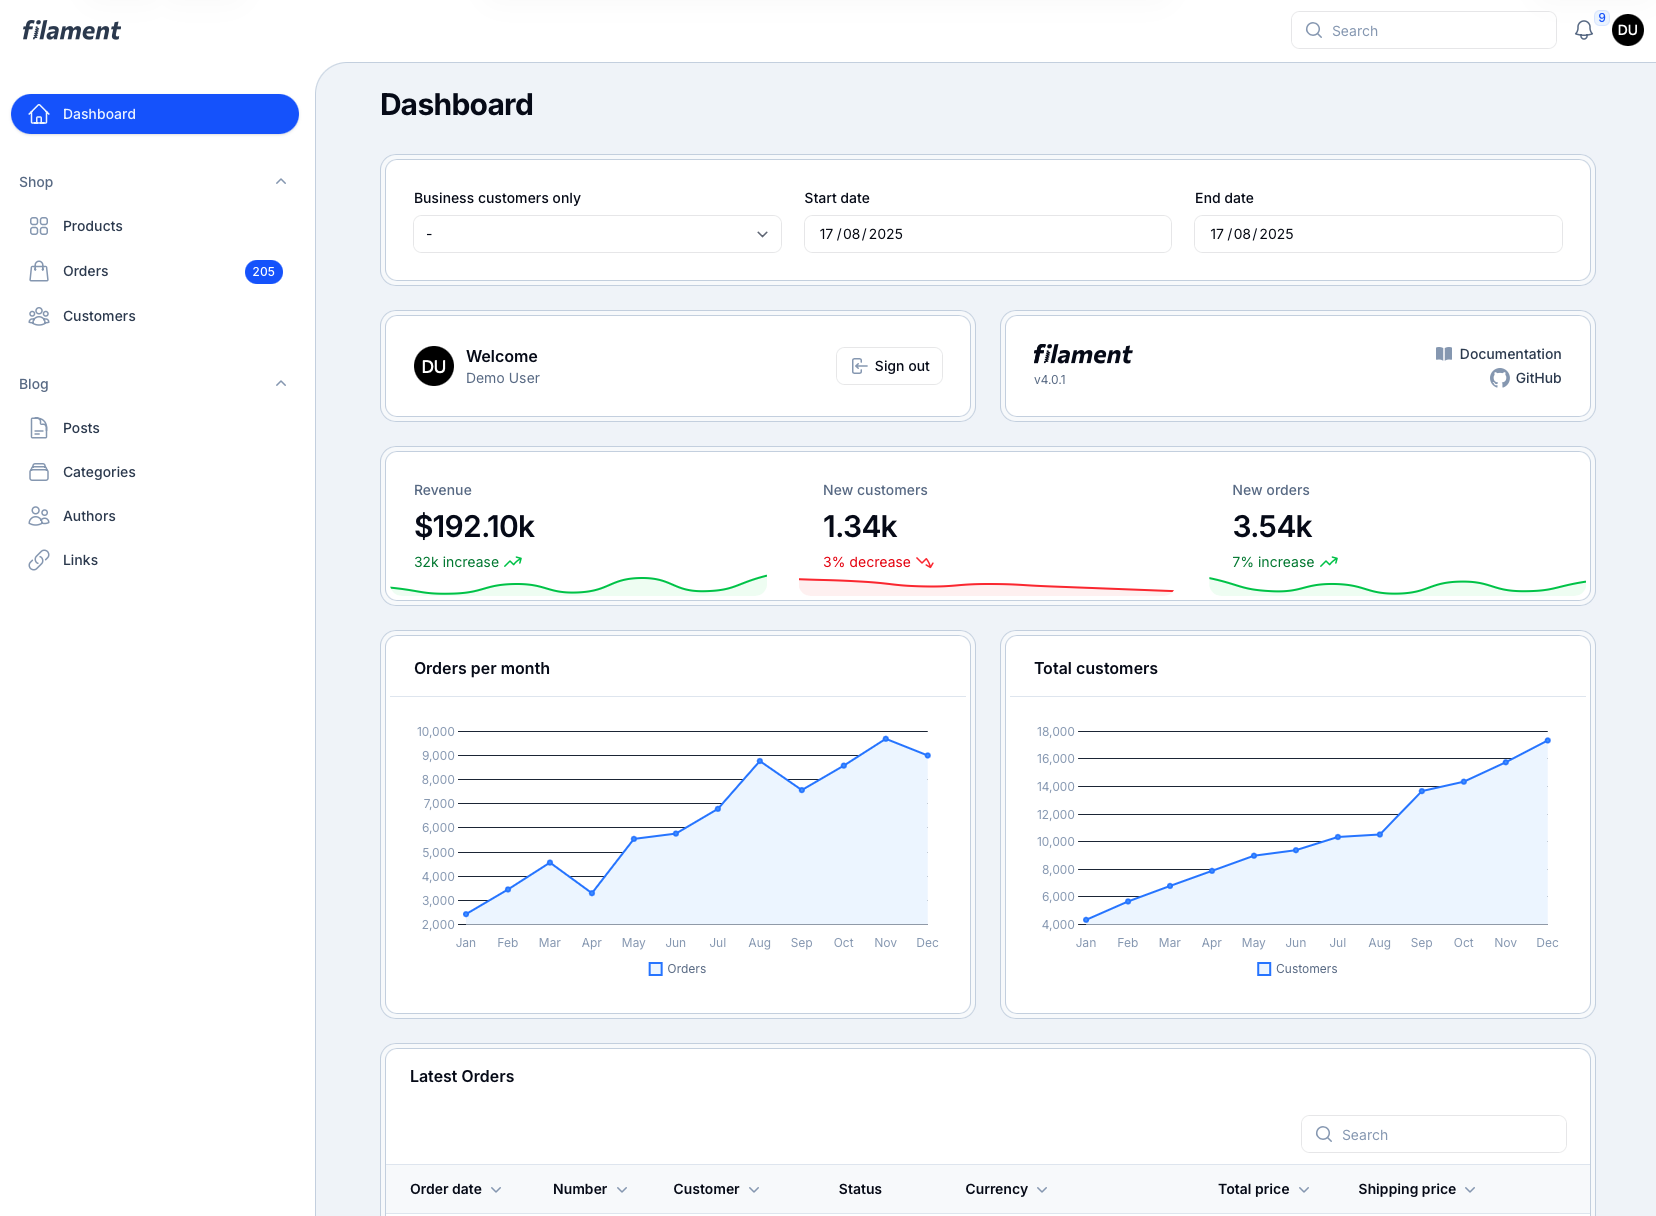 filament
Search
9
DU
Dashboard
Shop
Products
Orders
205
Customers
Blog
Posts
Categories
Authors
Links
Dashboard
Business customers only
-
Start date
17/08/2025
End date
17/08/2025
DU
Welcome
Demo User
Sign out
filament
v4.0.1
Documentation
GitHub
Revenue
$192.10k
32k increase
New customers
1.34k
3% decrease
New orders
3.54k
7% increase
Orders per month
10,000
9,000
8,000
7,000
6,000
5,000
4,000
3,000
2,000
Jan Feb Mar Apr May Jun Jul Aug Sep Oct Nov Dec
Orders
Total customers
18,000
16,000
14,000
12,000
10,000
8,000
6,000
4,000
Jan Feb Mar Apr May Jun Jul Aug Sep Oct Nov Dec
Customers
Latest Orders
Search
Order date Number Customer Status Currency Total price Shipping price